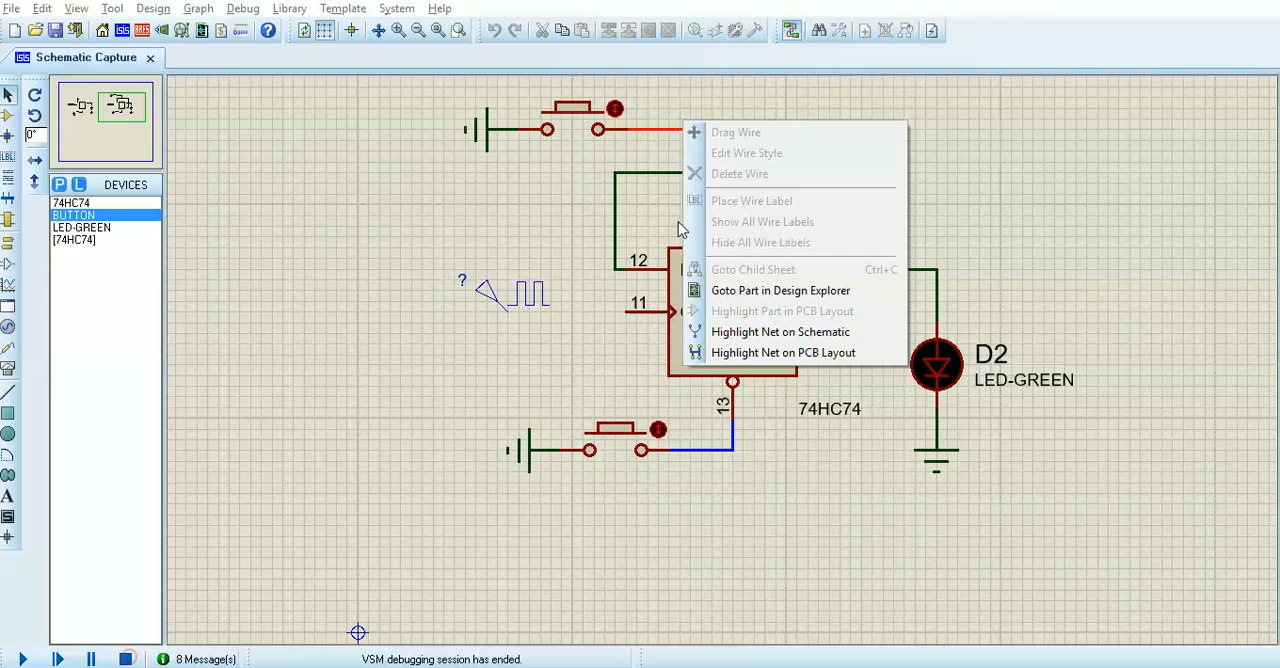 File Edit View Tool Design Graph Debug Library Template System Help
Schematic Capture
0°
LBL
P L DEVICES
74HC74
BUTTON
LED-GREEN
[74HC74]
A
Drag Wire
Edit Wire Style
Delete Wire
LBL Place Wire Label
Show All Wire Labels
Hide All Wire Labels
Goto Child Sheet Ctrl+C
Goto Part in Design Explorer
Highlight Part in PCB Layout
Highlight Net on Schematic
Highlight Net on PCB Layout
12
?
11
13
74HC74
D2
LED-GREEN
8 Message(s)
VSM debugging session has ended.